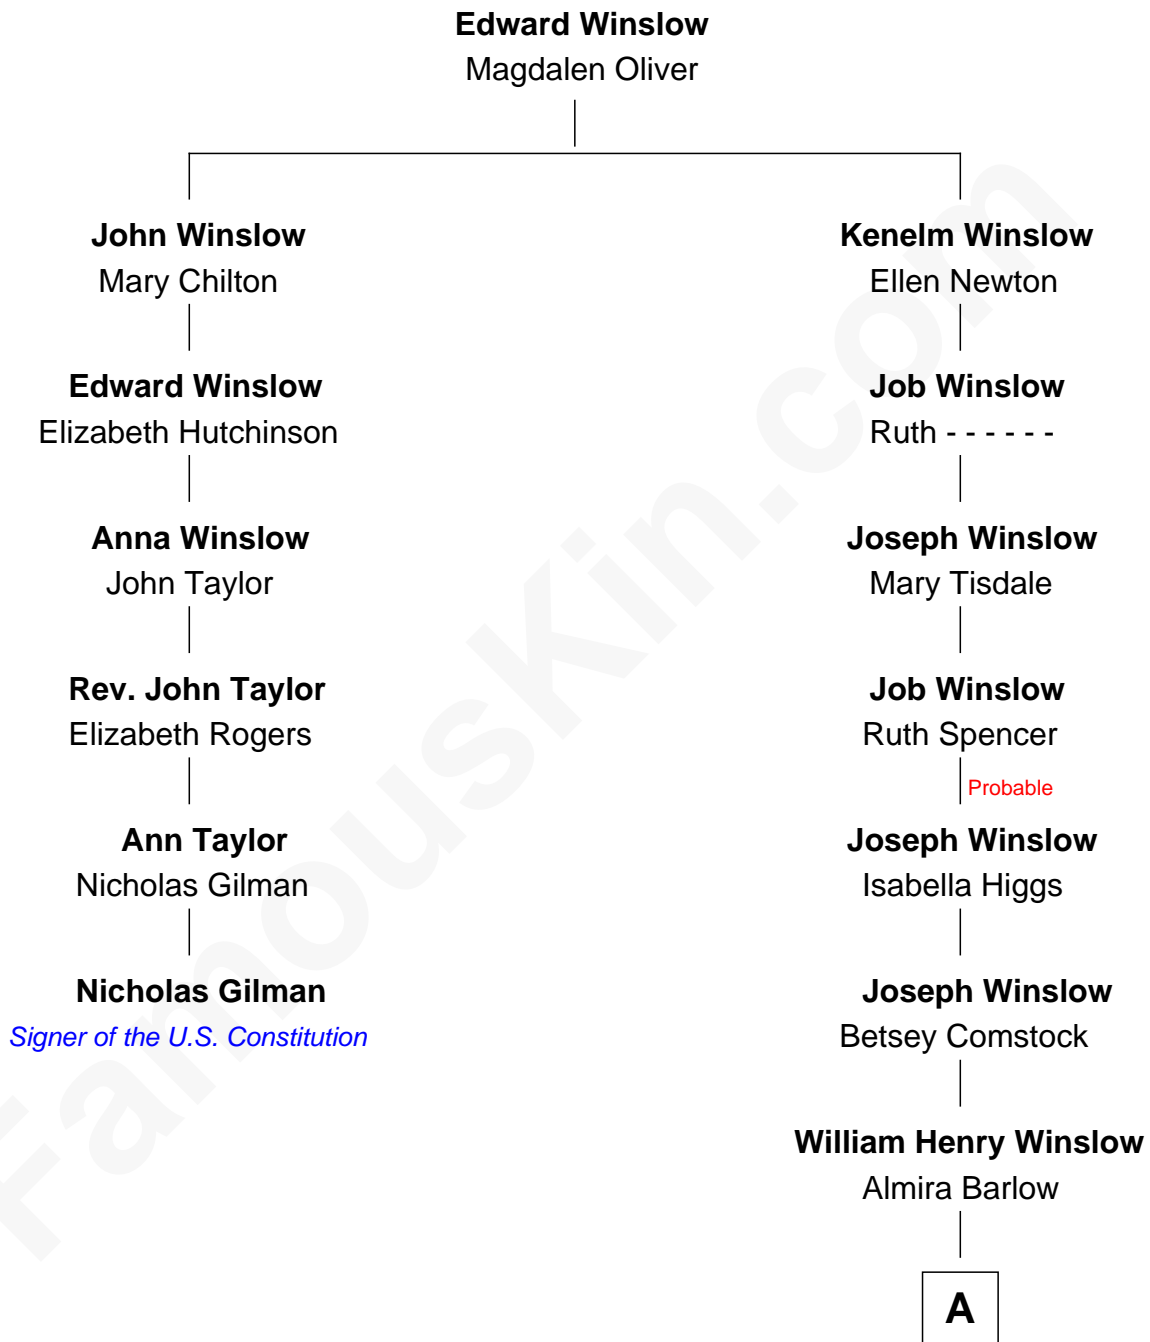 Edward Winslow
Magdalen Oliver
John Winslow
Mary Chilton
Edward Winslow
Elizabeth Hutchinson
Anna Winslow
John Taylor
Rev. John Taylor
Elizabeth Rogers
Ann Taylor
Nicholas Gilman
Nicholas Gilman
Signer of the U.S. Constitution
Kenelm Winslow
Ellen Newton
Job Winslow
Ruth - - - - - -
Joseph Winslow
Mary Tisdale
Job Winslow
Ruth Spencer
Probable
Joseph Winslow
Isabella Higgs
Joseph Winslow
Betsey Comstock
William Henry Winslow
Almira Barlow
A
FamousKin.com